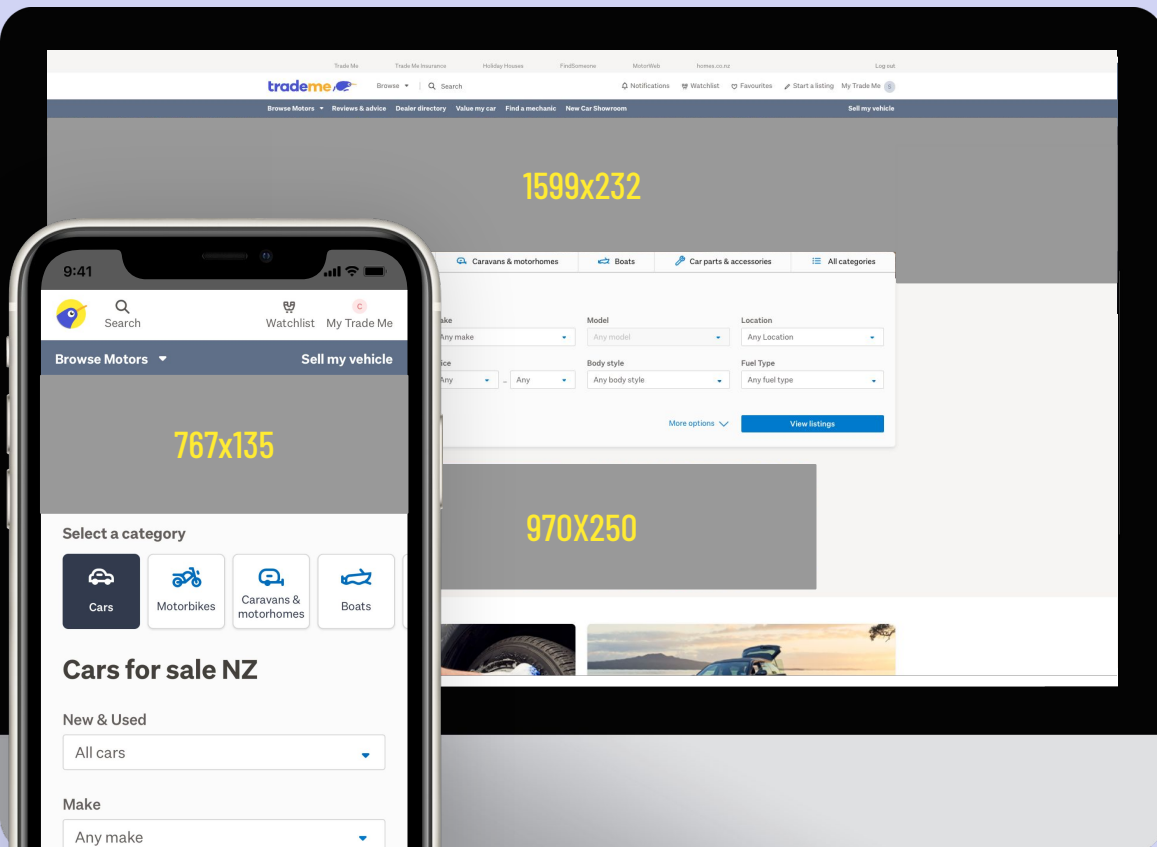 Trade Me Trade Me Insurance Holiday Houses FindSomeone MotorWeb homes.co.nz Log out
trademe Browse Search Notifications Watchlist Favourites Start a listing My Trade Me S
Browse Motors Reviews & advice Dealer directory Value my car Find a mechanic New Car Showroom Sell my vehicle
1599x232
Caravans & motorhomes Boats Car parts & accessories All categories
ake Model Location
Any make Any model Any Location
ice Body style Fuel Type
Any – Any Any body style Any fuel type
More options View listings
970X250
9:41
Search Watchlist C My Trade Me
Browse Motors Sell my vehicle
767x135
Select a category
Cars Motorbikes Caravans & motorhomes Boats
Cars for sale NZ
New & Used
All cars
Make
Any make